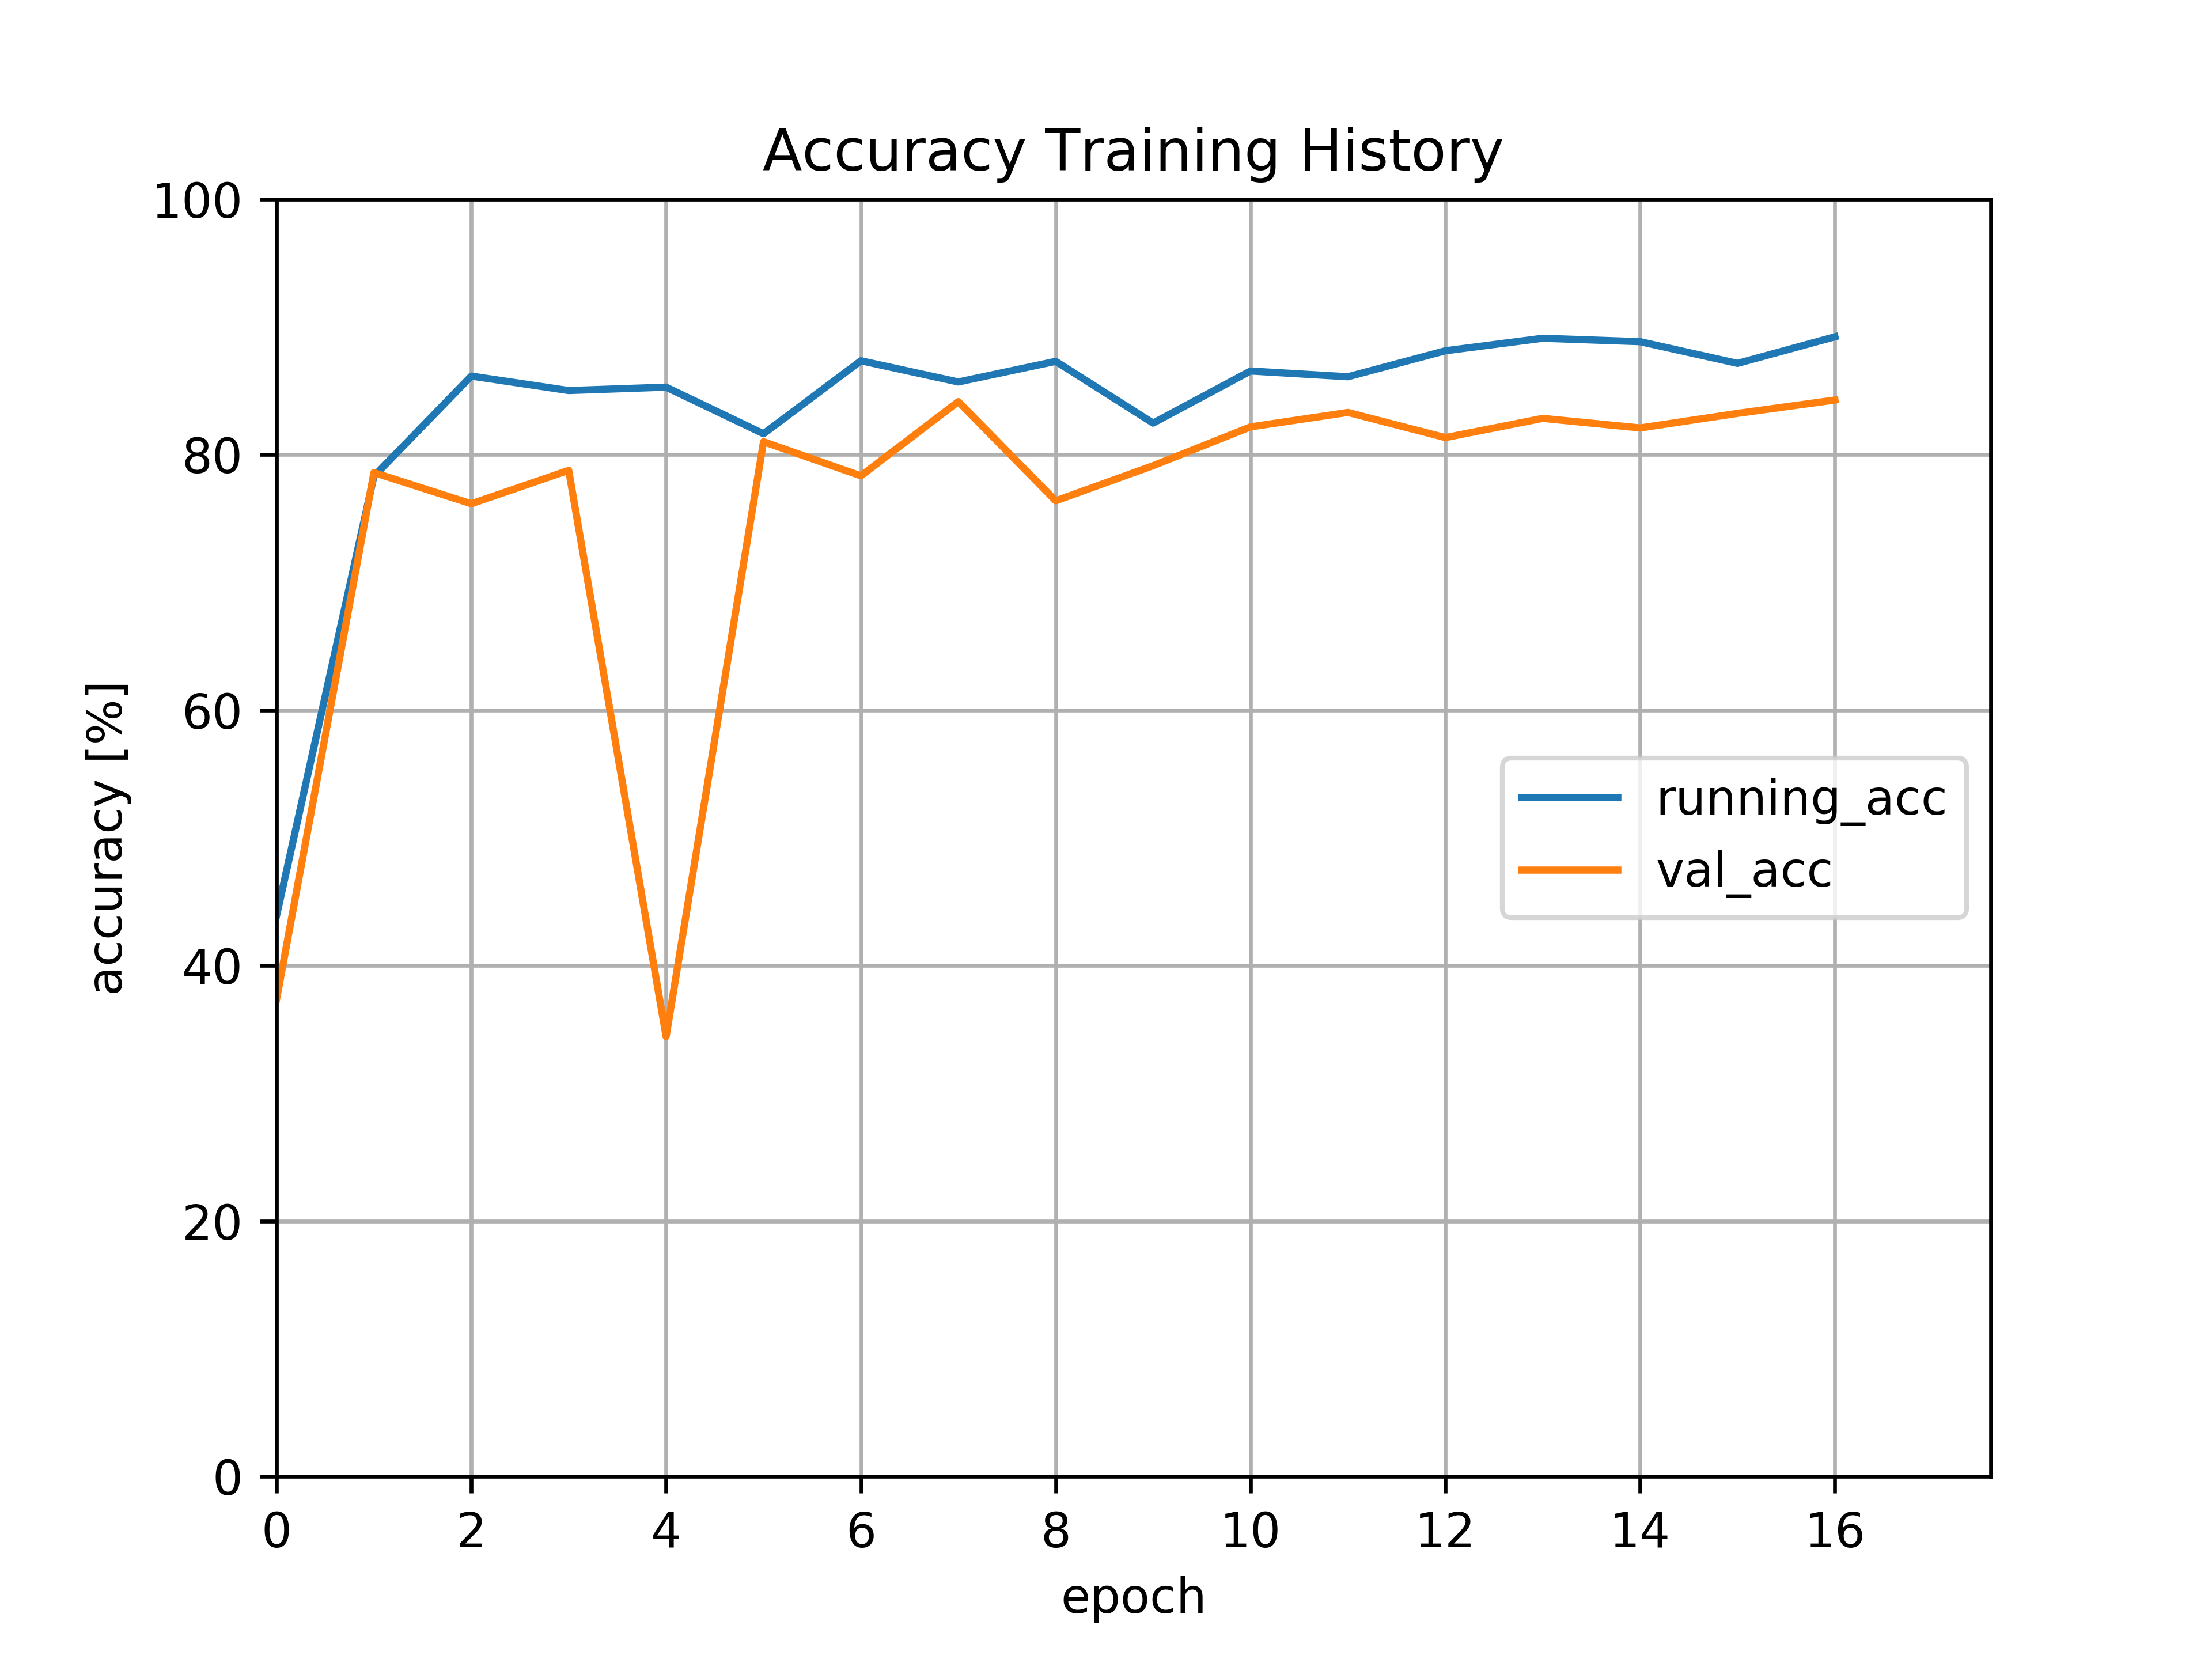 Accuracy Training History
100
80
60
40
20
0
accuracy [%]
running_acc
val_acc
0 2 4 6 8 10 12 14 16
epoch